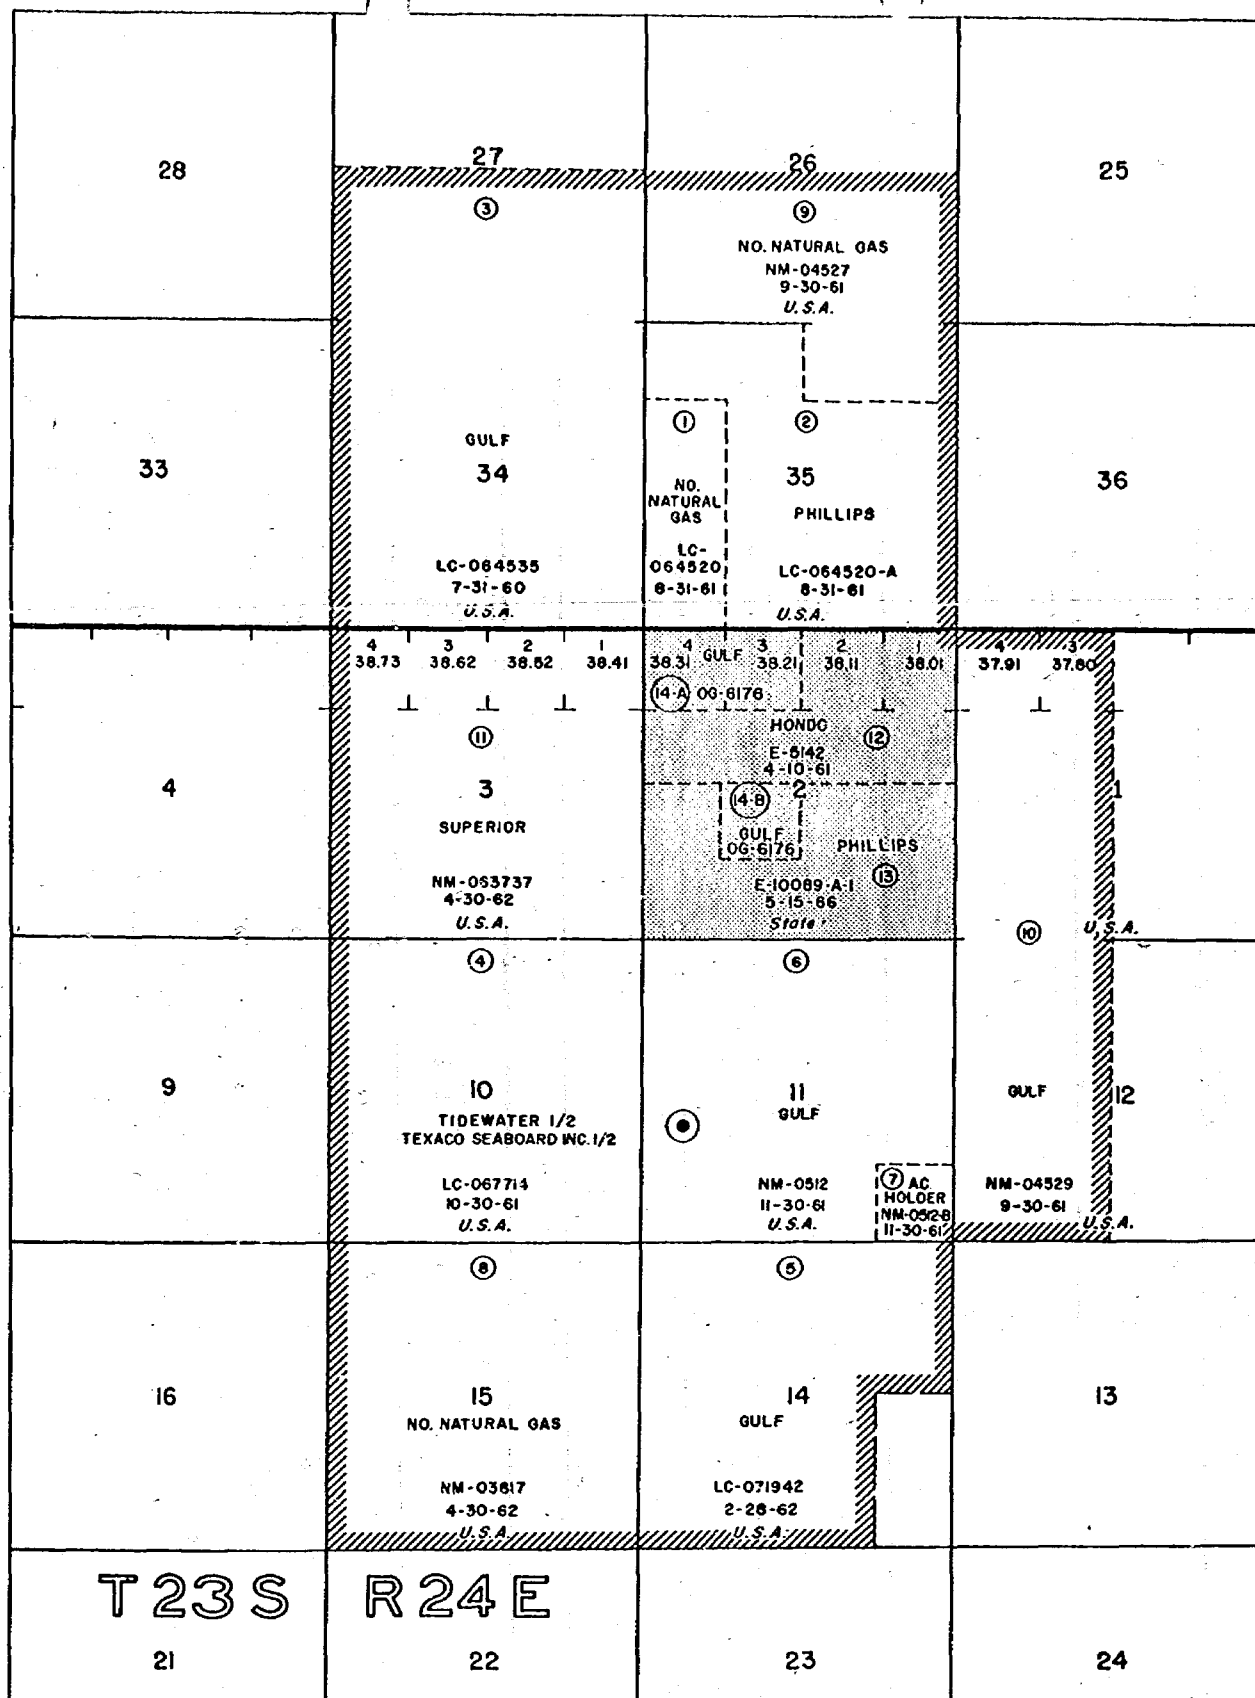 28
27
26
25
③
⑨
NO. NATURAL GAS
NM-04527
9-30-61
U.S.A.
33
GULF
34
LC-064535
7-31-60
U.S.A.
①
NO.
NATURAL
GAS
LC-
064520
8-31-61
②
35
PHILLIPS
LC-064520-A
8-31-61
U.S.A.
36
4 3 2 1 4 3 2 1 4 3
38.73 38.62 38.52 38.41 38.31 GULF 38.21 38.11 38.01 37.91 37.80
14-A OG-6176
HONDO
⑫
E-5142
4-10-61
4
⑪
3
SUPERIOR
NM-063737
4-30-62
U.S.A.
2
14-B
GULF
OG-6176
PHILLIPS
⑬
E-10089-A-1
5-15-66
State
1
⑩
U.S.A.
9
④
10
TIDEWATER 1/2
TEXACO SEABOARD INC. 1/2
LC-067714
10-30-61
U.S.A.
⑥
11
GULF
NM-0512
11-30-61
U.S.A.
⑦ AC.
HOLDER
NM-0512-B
11-30-61
GULF
12
NM-04529
9-30-61
U.S.A.
16
⑧
15
NO. NATURAL GAS
NM-03617
4-30-62
U.S.A.
⑤
14
GULF
LC-071942
2-28-62
U.S.A.
13
T 23 S R 24 E
21
22
23
24